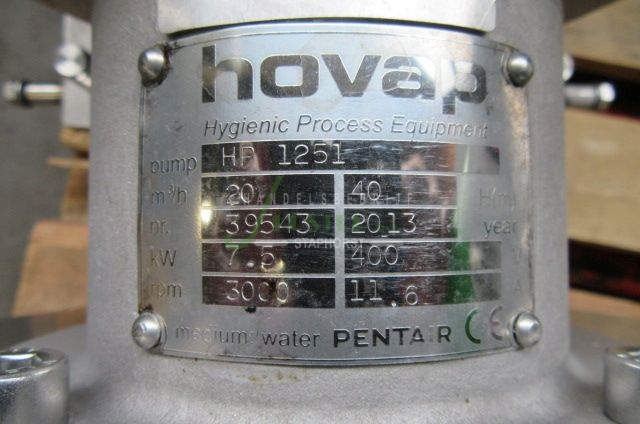 hovap
Hygienic Process Equipment
pump HP 1251
m³/h 20 40 H(m)
nr. 39543 2013 year
kW 7.5 400 V
rpm 3000 11.6 A
medium water PENTAIR CE
STAPHORST